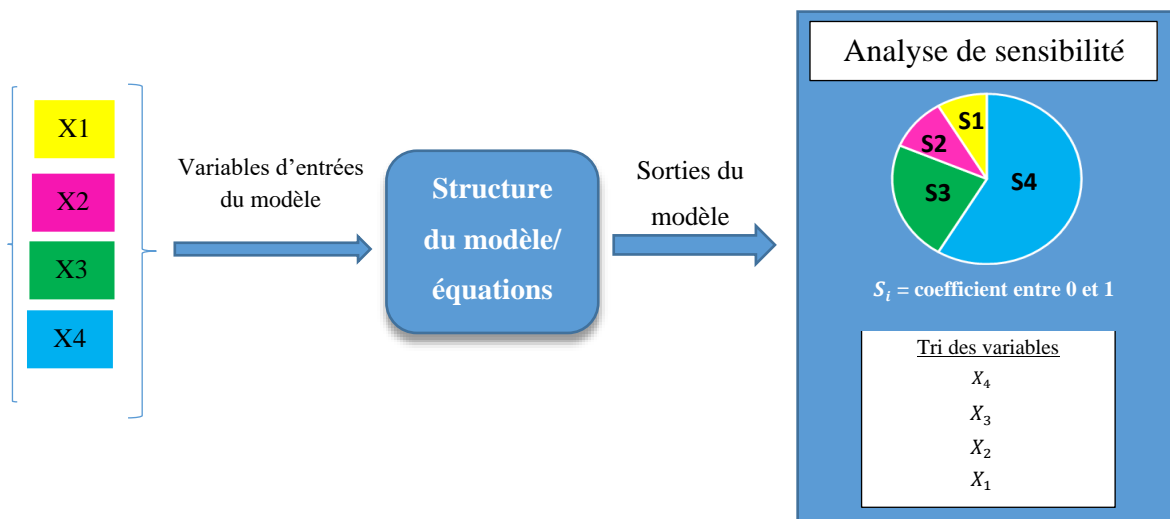 X1
X2
X3
X4
Variables d’entrées
du modèle
Structure
du modèle/
équations
Sorties du
modèle
Analyse de sensibilité
S1
S2
S3
S4
𝑆𝑖 = coefficient entre 0 et 1
Tri des variables
𝑋4
𝑋3
𝑋2
𝑋1